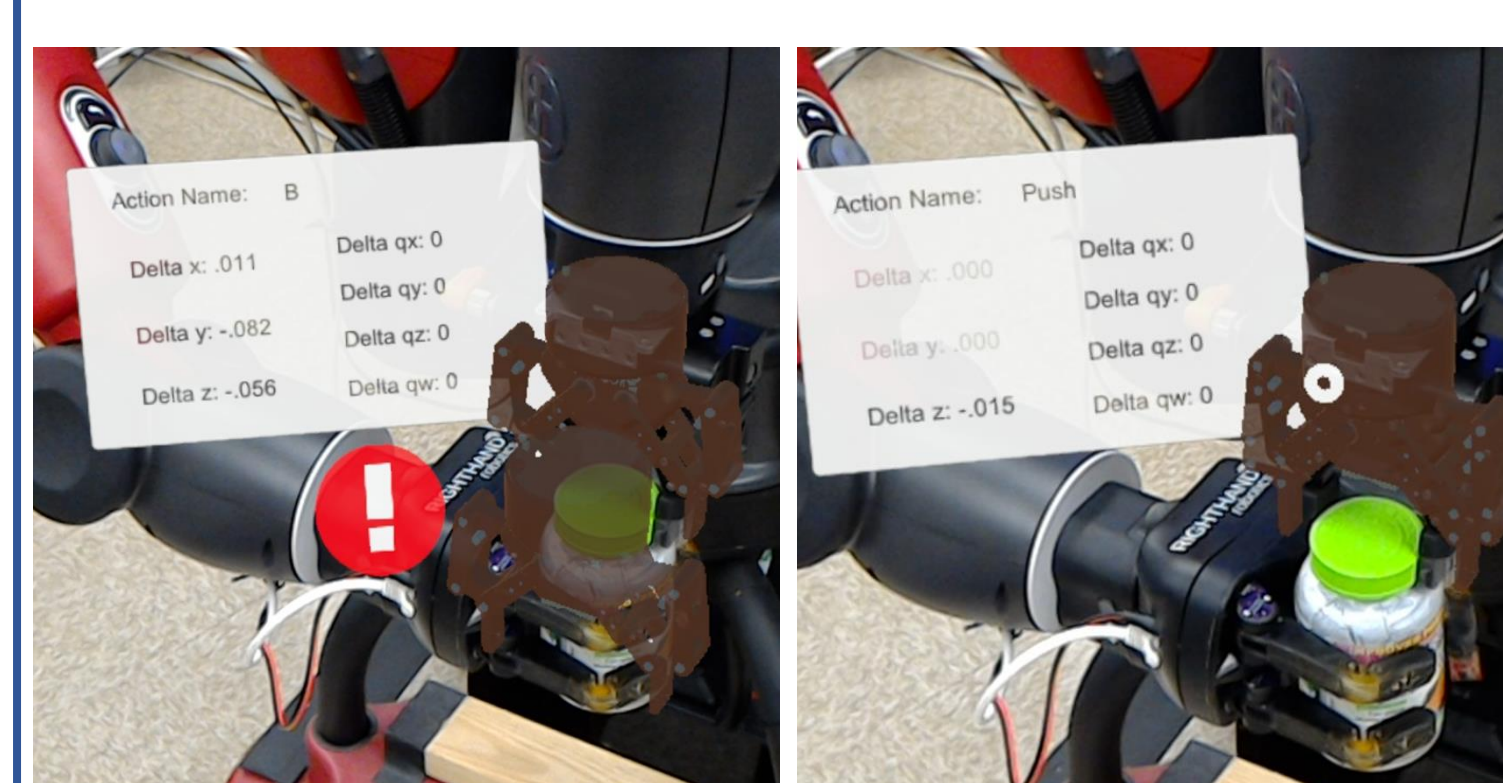 Action Name: B
Delta x: .011
Delta qx: 0
Delta y: -.082
Delta qy: 0
Delta z: -.056
Delta qz: 0
Delta qw: 0
!
RIGHTHAND
robotics
Action Name: Push
Delta x: .000
Delta qx: 0
Delta y: .000
Delta qy: 0
Delta z: -.015
Delta qz: 0
Delta qw: 0
RIGHTHAND
robotics